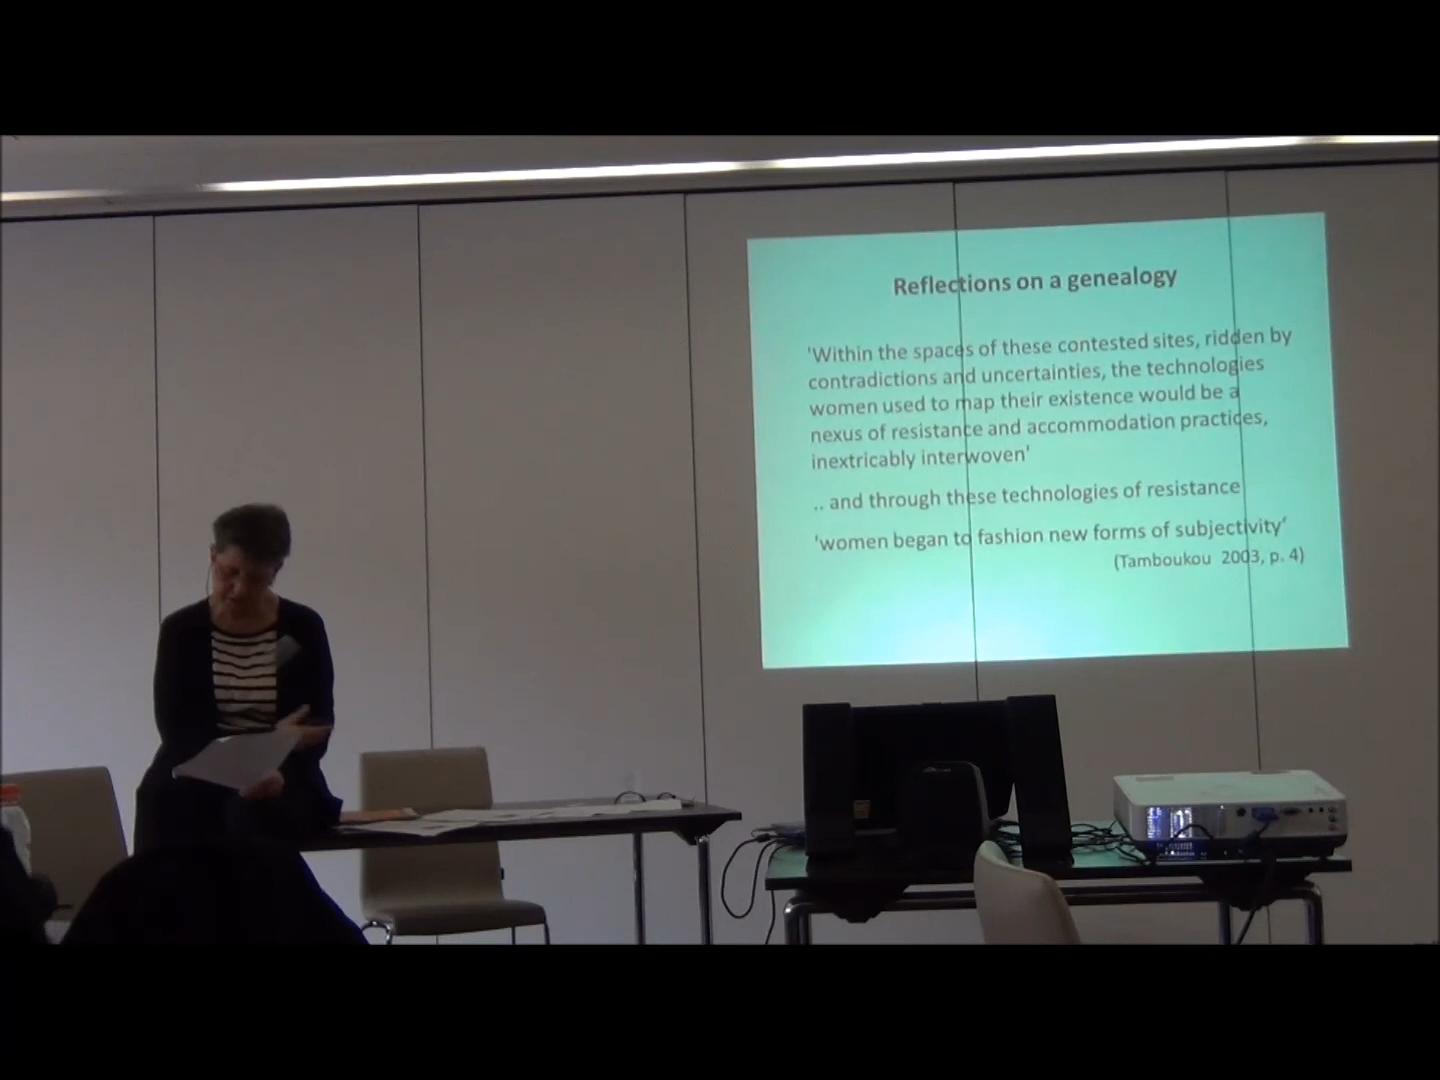 Reflections on a genealogy
'Within the spaces of these contested sites, ridden by
contradictions and uncertainties, the technologies
women used to map their existence would be a
nexus of resistance and accommodation practices,
inextricably interwoven'
.. and through these technologies of resistance
'women began to fashion new forms of subjectivity'
(Tamboukou 2003, p. 4)